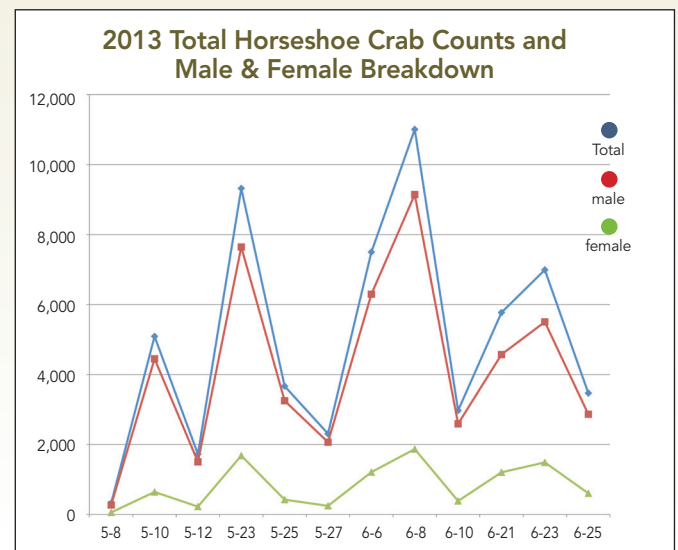 2013 Total Horseshoe Crab Counts and
Male & Female Breakdown
12,000
10,000
8,000
6,000
4,000
2,000
0
5-8 5-10 5-12 5-23 5-25 5-27 6-6 6-8 6-10 6-21 6-23 6-25
Total
male
female